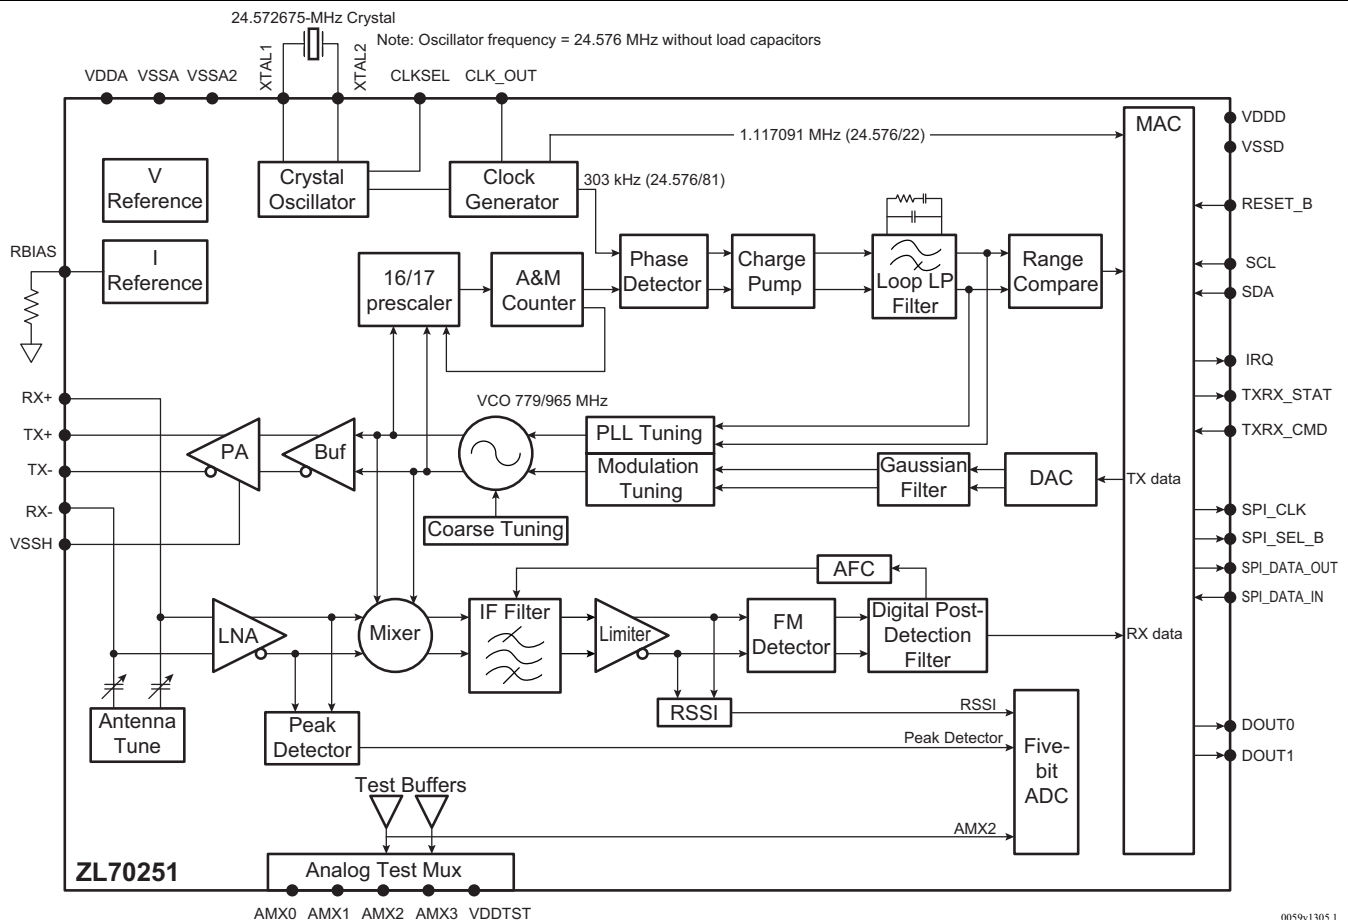 24.572675-MHz Crystal
Note: Oscillator frequency = 24.576 MHz without load capacitors
XTAL1
XTAL2
VDDA
VSSA
VSSA2
CLKSEL
CLK_OUT
MAC
VDDD
VSSD
1.117091 MHz (24.576/22)
V
Reference
Crystal
Oscillator
Clock
Generator
303 kHz (24.576/81)
RESET_B
RBIAS
I
Reference
16/17
prescaler
A&M
Counter
Phase
Detector
Charge
Pump
Loop LP
Filter
Range
Compare
SCL
SDA
IRQ
RX+
TX+
TX-
RX-
VSSH
VCO 779/965 MHz
TXRX_STAT
TXRX_CMD
PA
Buf
PLL Tuning
Modulation
Tuning
Gaussian
Filter
DAC
TX data
Coarse Tuning
SPI_CLK
SPI_SEL_B
SPI_DATA_OUT
SPI_DATA_IN
AFC
LNA
Mixer
IF Filter
Limiter
FM
Detector
Digital Post-
Detection
Filter
RX data
Antenna
Tune
Peak
Detector
RSSI
RSSI
Peak Detector
Five-
bit
ADC
DOUT0
DOUT1
Test Buffers
AMX2
ZL70251
Analog Test Mux
AMX0
AMX1
AMX2
AMX3
VDDTST
0059v1305.1